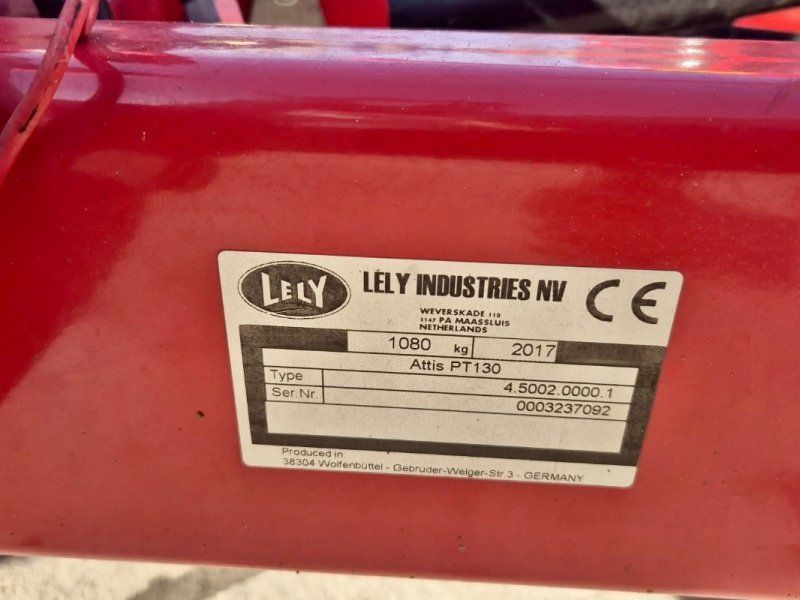 LELY
LELY INDUSTRIES NV
WEVERSKADE 110
3147 PA MAASSLUIS
NETHERLANDS
CE
1080 kg 2017
Attis PT130
Type 4.5002.0000.1
Ser.Nr. 0003237092
Produced in:
38304 Wolfenbüttel - Gebruder-Welger-Str 3 - GERMANY